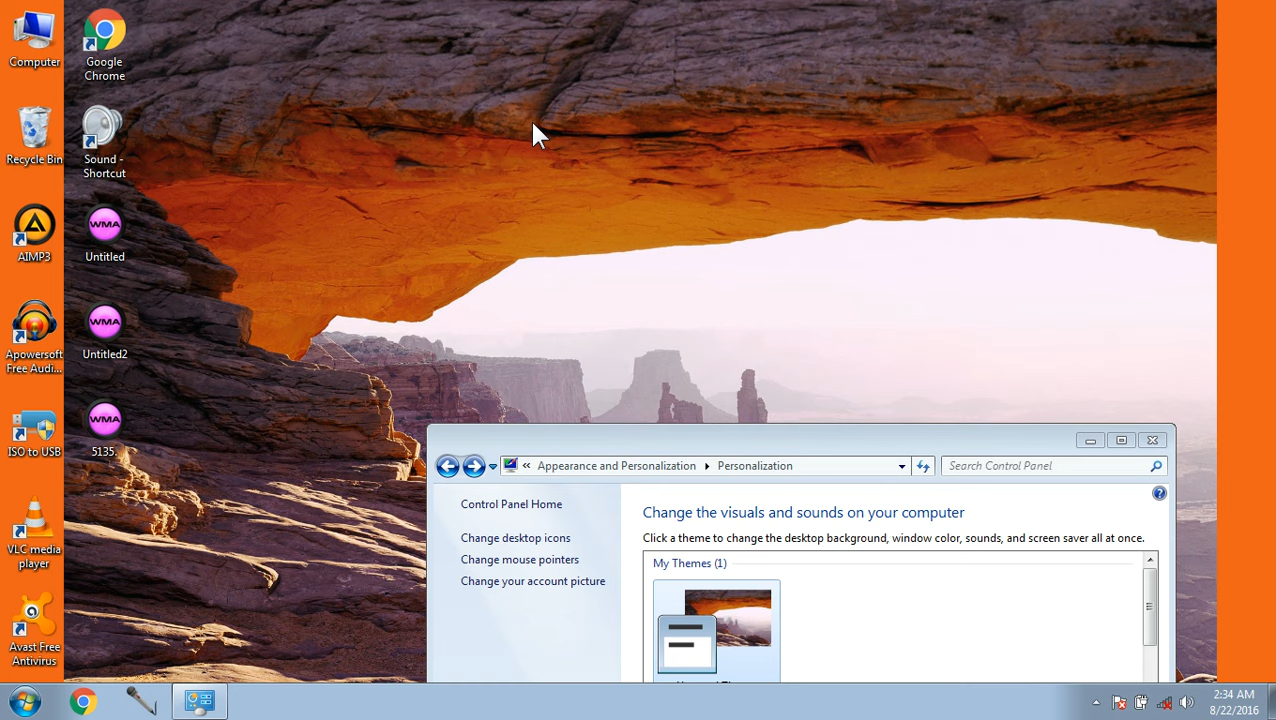 Computer
Google
Chrome
Recycle Bin
Sound -
Shortcut
AIMP3
WMA
Untitled
Apowersoft
Free Audi...
WMA
Untitled2
ISO to USB
WMA
5135.
VLC media
player
Avast Free
Antivirus
« Appearance and Personalization Personalization
Search Control Panel
Control Panel Home
Change desktop icons
Change mouse pointers
Change your account picture
Change the visuals and sounds on your computer
Click a theme to change the desktop background, window color, sounds, and screen saver all at once.
My Themes (1)
2:34 AM
8/22/2016